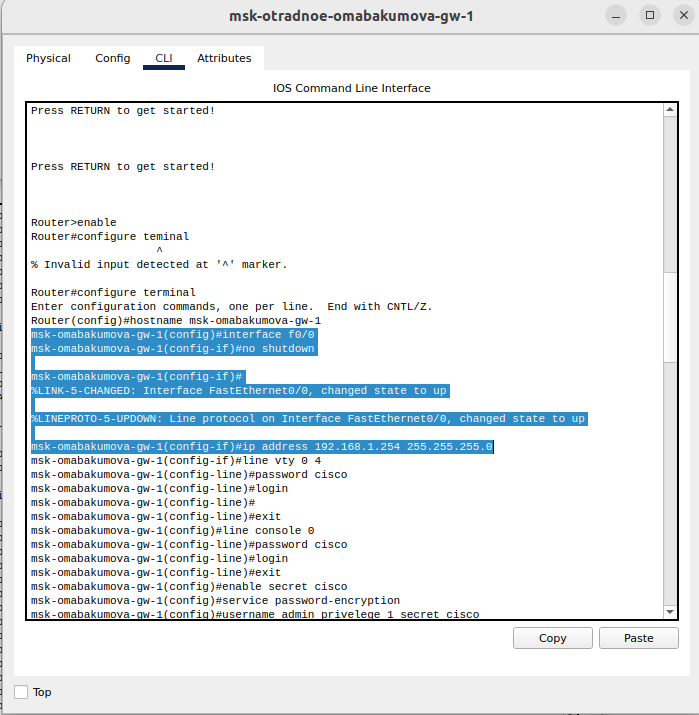 msk-otradnoe-omabakumova-gw-1
Physical Config CLI Attributes
IOS Command Line Interface
Press RETURN to get started!
Press RETURN to get started!
Router>enable
Router#configure teminal
^
% Invalid input detected at '^' marker.
Router#configure terminal
Enter configuration commands, one per line.  End with CNTL/Z.
Router(config)#hostname msk-omabakumova-gw-1
msk-omabakumova-gw-1(config)#interface f0/0
msk-omabakumova-gw-1(config-if)#no shutdown
msk-omabakumova-gw-1(config-if)#
%LINK-5-CHANGED: Interface FastEthernet0/0, changed state to up
%LINEPROTO-5-UPDOWN: Line protocol on Interface FastEthernet0/0, changed state to up
msk-omabakumova-gw-1(config-if)#ip address 192.168.1.254 255.255.255.0
msk-omabakumova-gw-1(config-if)#line vty 0 4
msk-omabakumova-gw-1(config-line)#password cisco
msk-omabakumova-gw-1(config-line)#login
msk-omabakumova-gw-1(config-line)#
msk-omabakumova-gw-1(config-line)#exit
msk-omabakumova-gw-1(config)#line console 0
msk-omabakumova-gw-1(config-line)#password cisco
msk-omabakumova-gw-1(config-line)#login
msk-omabakumova-gw-1(config-line)#exit
msk-omabakumova-gw-1(config)#enable secret cisco
msk-omabakumova-gw-1(config)#service password-encryption
msk-omabakumova-gw-1(config)#username admin privelege 1 secret cisco
Copy Paste
Top